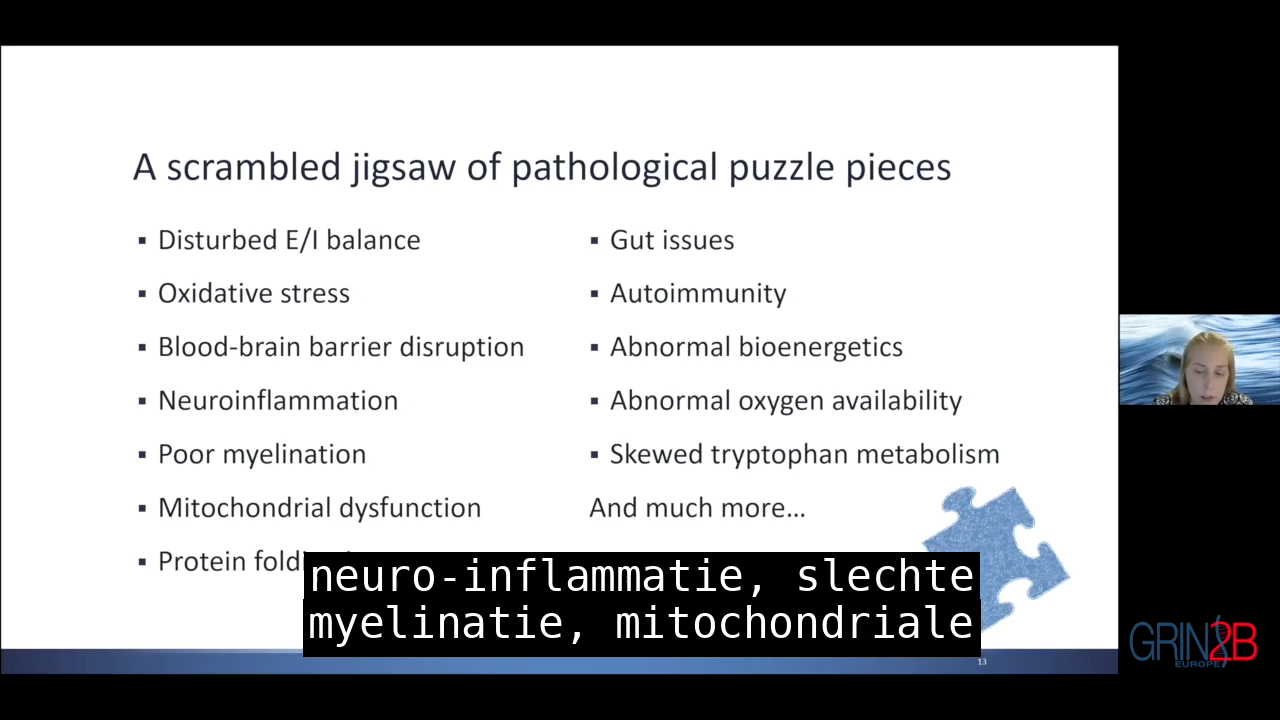 A scrambled jigsaw of pathological puzzle pieces
▪ Disturbed E/I balance
▪ Oxidative stress
▪ Blood-brain barrier disruption
▪ Neuroinflammation
▪ Poor myelination
▪ Mitochondrial dysfunction
▪ Protein
▪ Gut issues
▪ Autoimmunity
▪ Abnormal bioenergetics
▪ Abnormal oxygen availability
▪ Skewed tryptophan metabolism
And much more…
neuro-inflammatie, slechte
myelinatie, mitochondriale
13
GRIN2B
EUROPE